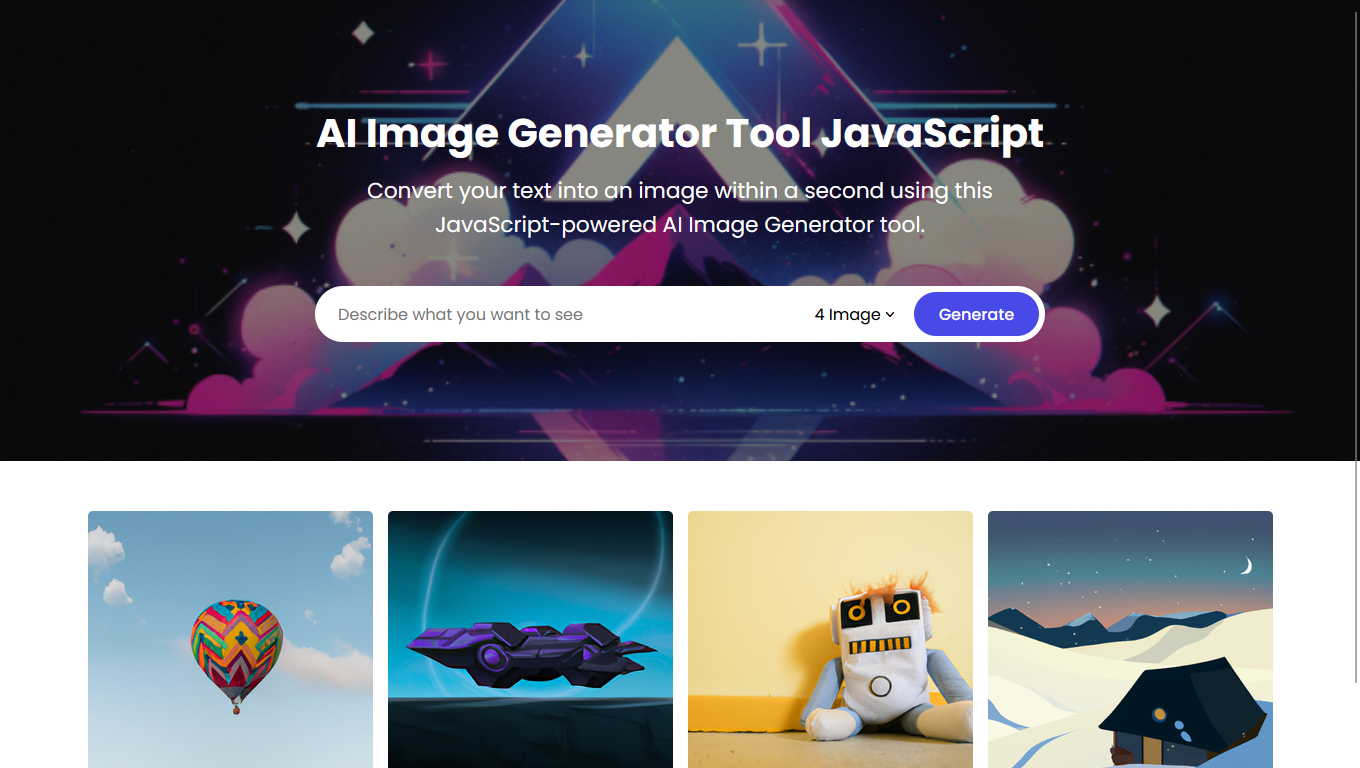 AI Image Generator Tool JavaScript
Convert your text into an image within a second using this
JavaScript-powered AI Image Generator tool.
Describe what you want to see
4 Image
Generate